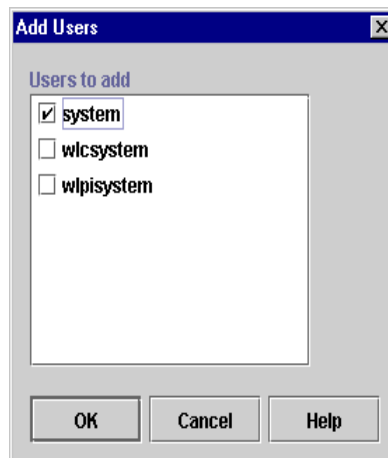 Add Users
Users to add
system
wlcsystem
wlpisystem
OK Cancel Help